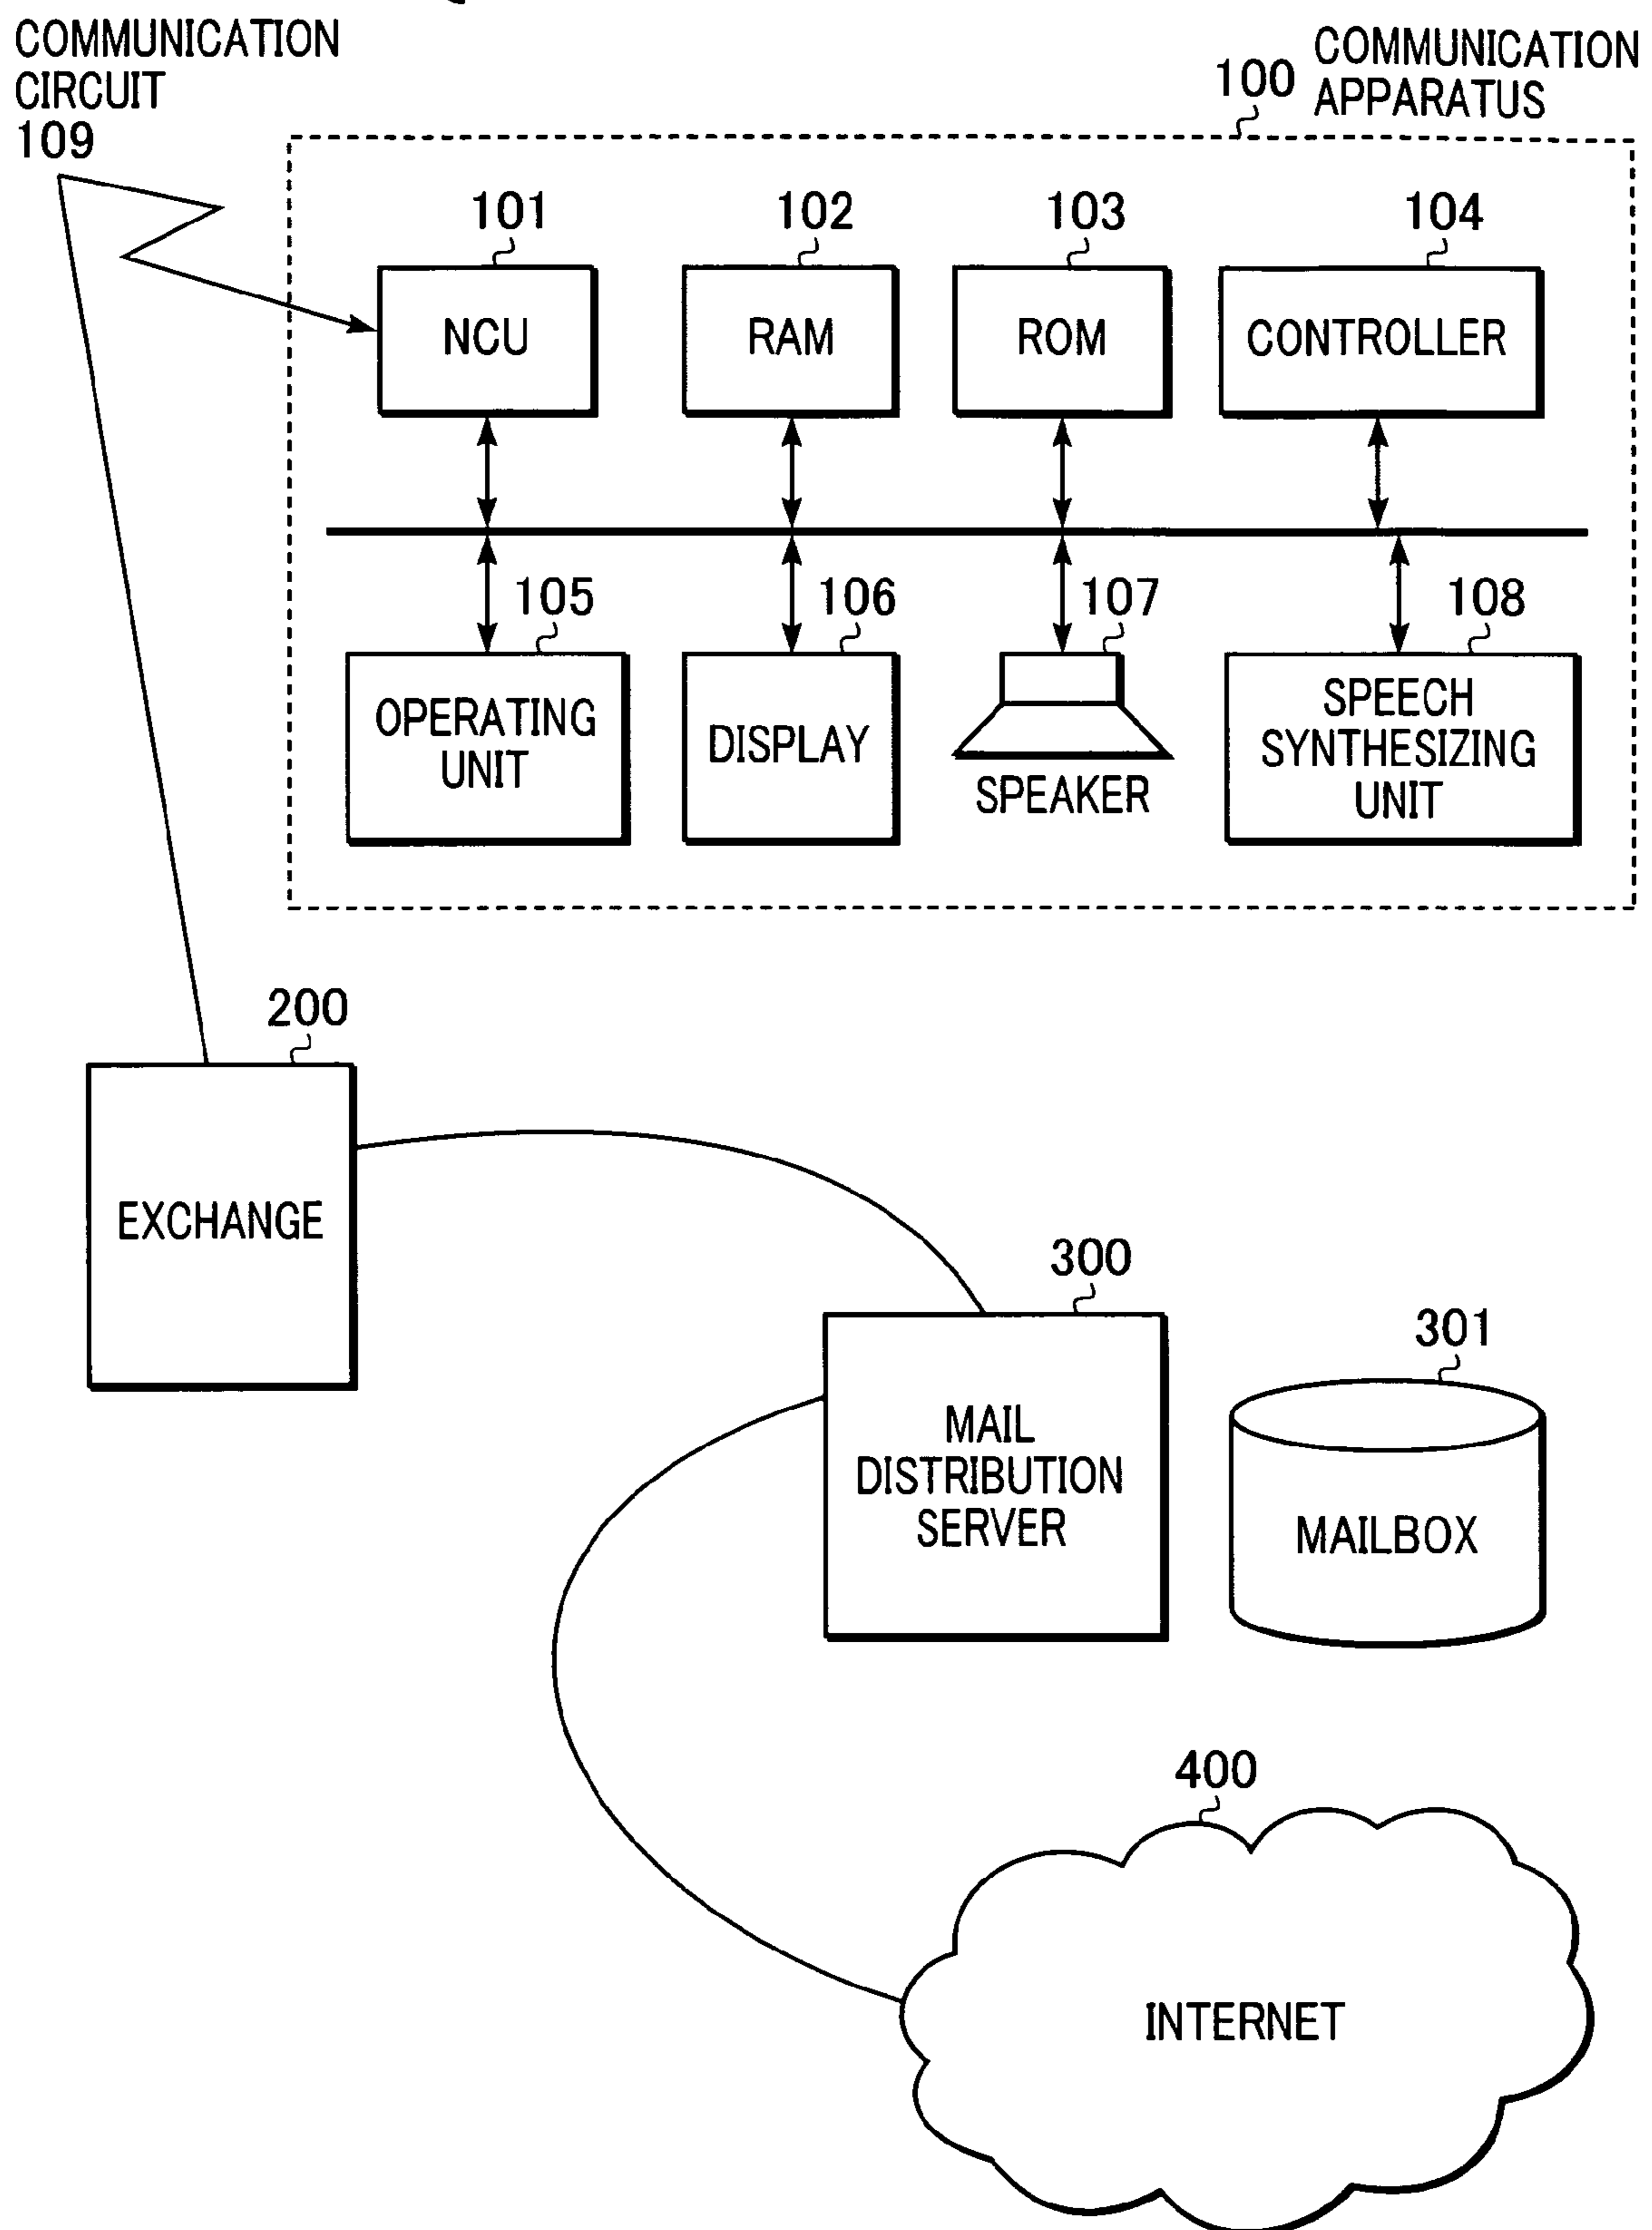 COMMUNICATION
CIRCUIT
109
100
COMMUNICATION
APPARATUS
101
102
103
104
NCU
RAM
ROM
CONTROLLER
105
106
107
108
OPERATING
UNIT
DISPLAY
SPEAKER
SPEECH
SYNTHESIZING
UNIT
200
EXCHANGE
300
301
MAIL
DISTRIBUTION
SERVER
MAILBOX
400
INTERNET